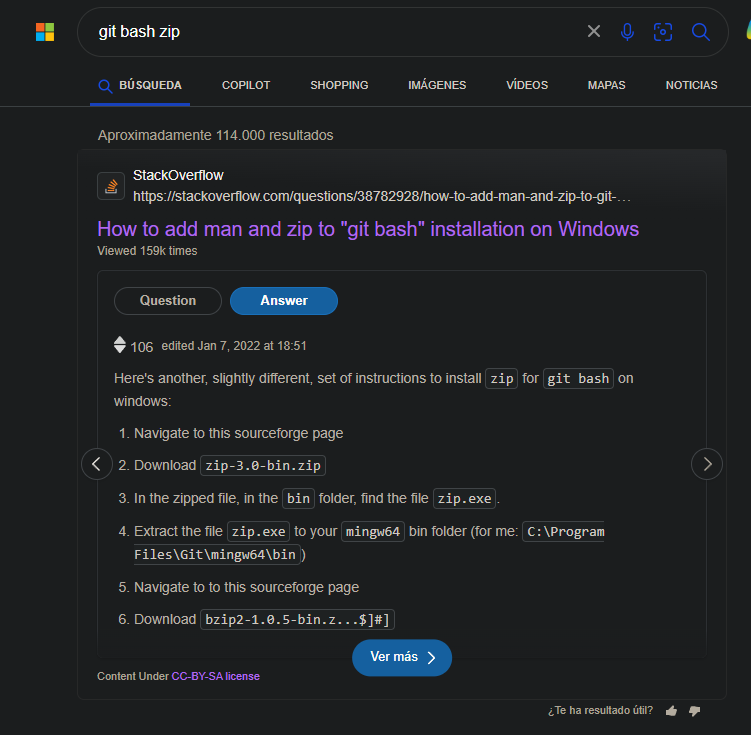 git bash zip
BÚSQUEDA COPILOT SHOPPING IMÁGENES VÍDEOS MAPAS NOTICIAS
Aproximadamente 114.000 resultados
StackOverflow
https://stackoverflow.com/questions/38782928/how-to-add-man-and-zip-to-git-…
How to add man and zip to "git bash" installation on Windows
Viewed 159k times
Question Answer
106 edited Jan 7, 2022 at 18:51
Here's another, slightly different, set of instructions to install zip for git bash on
windows:
1. Navigate to this sourceforge page
2. Download zip-3.0-bin.zip
3. In the zipped file, in the bin folder, find the file zip.exe.
4. Extract the file zip.exe to your mingw64 bin folder (for me: C:\Program
Files\Git\mingw64\bin)
5. Navigate to to this sourceforge page
6. Download bzip2-1.0.5-bin.z...$]#]
Ver más
Content Under CC-BY-SA license
¿Te ha resultado útil?